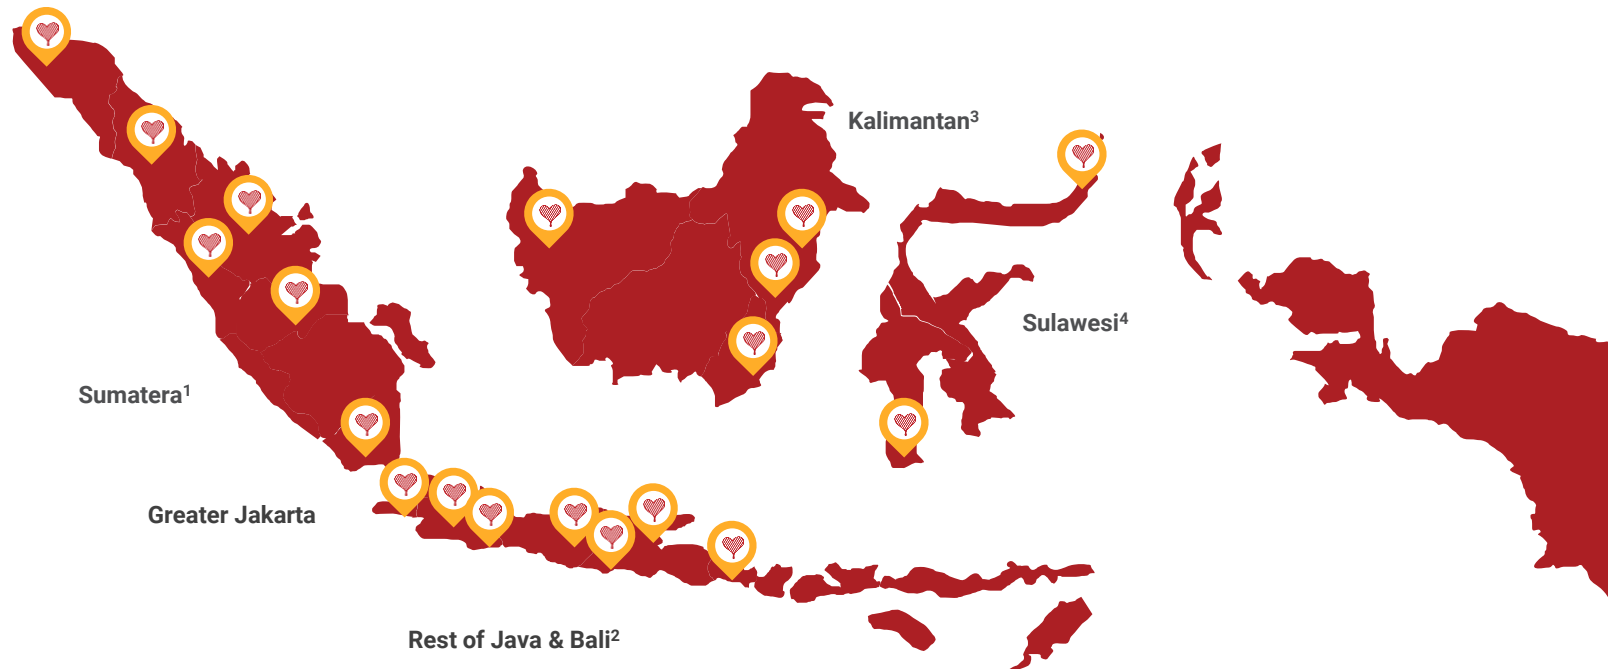 Kalimantan³
Sulawesi⁴
Sumatera¹
Greater Jakarta
Rest of Java & Bali²